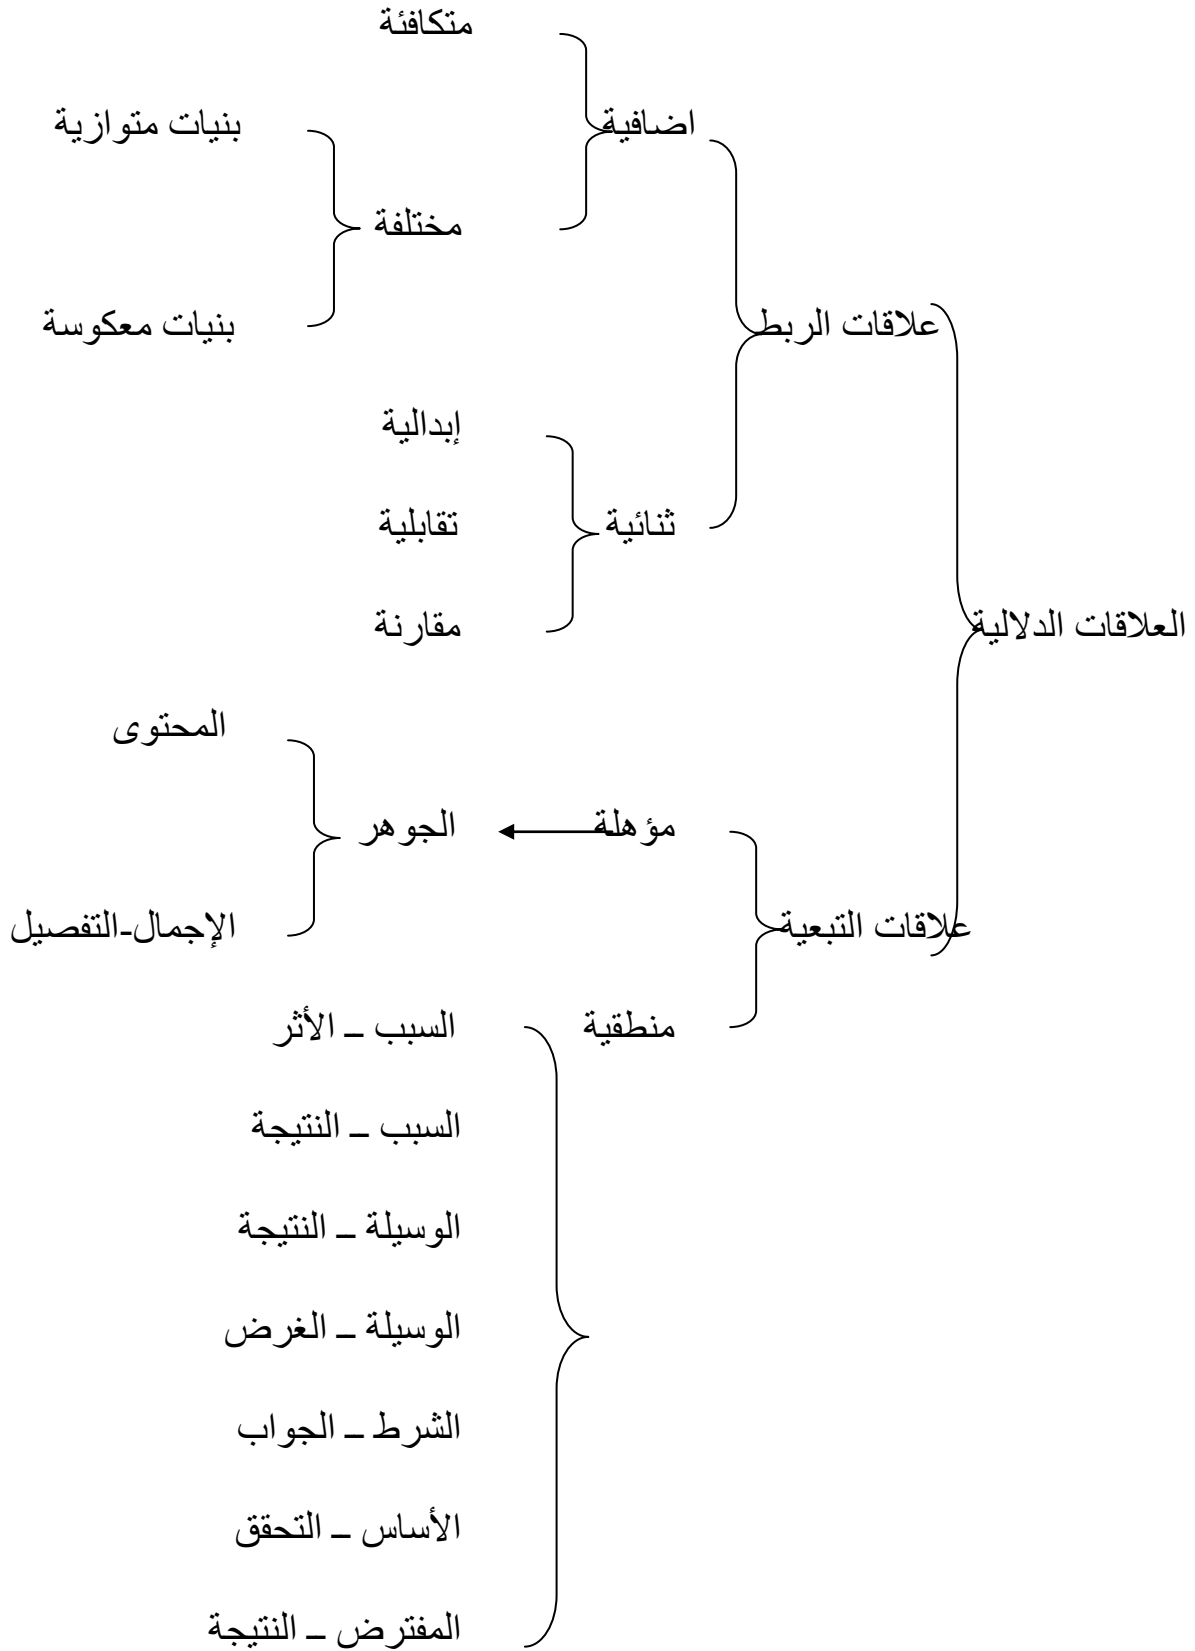 متكافئة
اضافية
بنيات متوازية
مختلفة
علاقات الربط
بنيات معكوسة
إبدالية
ثنائية
تقابلية
العلاقات الدلالية
مقارنة
المحتوى
مؤهلة
الجوهر
علاقات التبعية
الإجمال-التفصيل
منطقية
السبب – الأثر
السبب – النتيجة
الوسيلة – النتيجة
الوسيلة – الغرض
الشرط – الجواب
الأساس – التحقق
المفترض – النتيجة